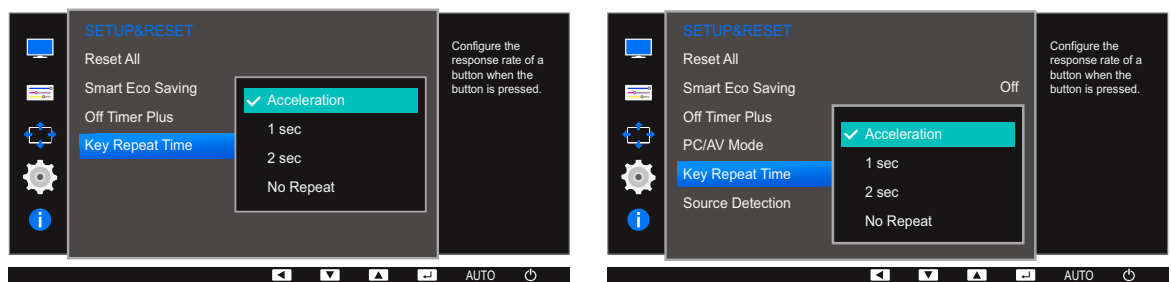 SETUP&RESET
Reset All
Smart Eco Saving
Off Timer Plus
Key Repeat Time
Acceleration
1 sec
2 sec
No Repeat
Configure the
response rate of a
button when the
button is pressed.
i
AUTO
SETUP&RESET
Reset All
Smart Eco Saving Off
Off Timer Plus
PC/AV Mode
Key Repeat Time
Source Detection
Acceleration
1 sec
2 sec
No Repeat
Configure the
response rate of a
button when the
button is pressed.
i
AUTO